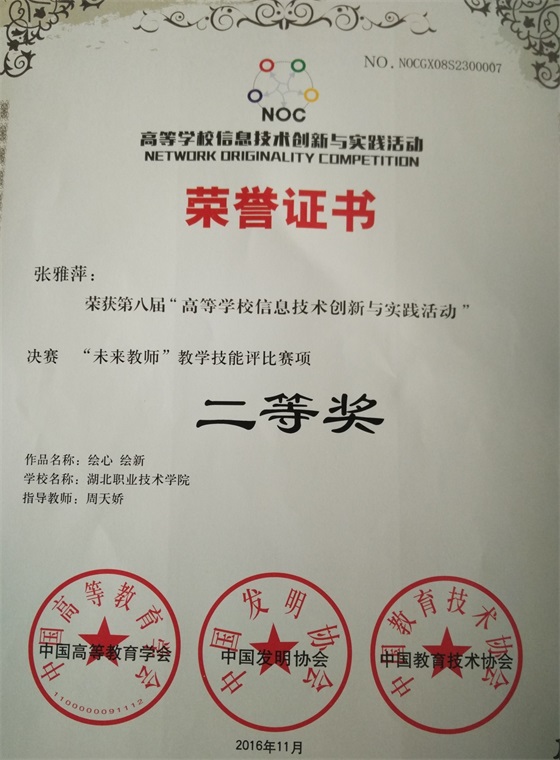 NO. NOCGX08S2300007
NOC
高等学校信息技术创新与实践活动
NETWORK ORIGINALITY COMPETITION
荣誉证书
张雅萍：
荣获第八届“高等学校信息技术创新与实践活动”
决赛 “未来教师”教学技能评比赛项
二等奖
作品名称：绘心 绘新
学校名称：湖北职业技术学院
指导教师：周天娇
中国高等教育学会
中国高等教育学会
1100000091112
中国发明协会
中国发明协会
中国教育技术协会
中国教育技术协会
2016年11月